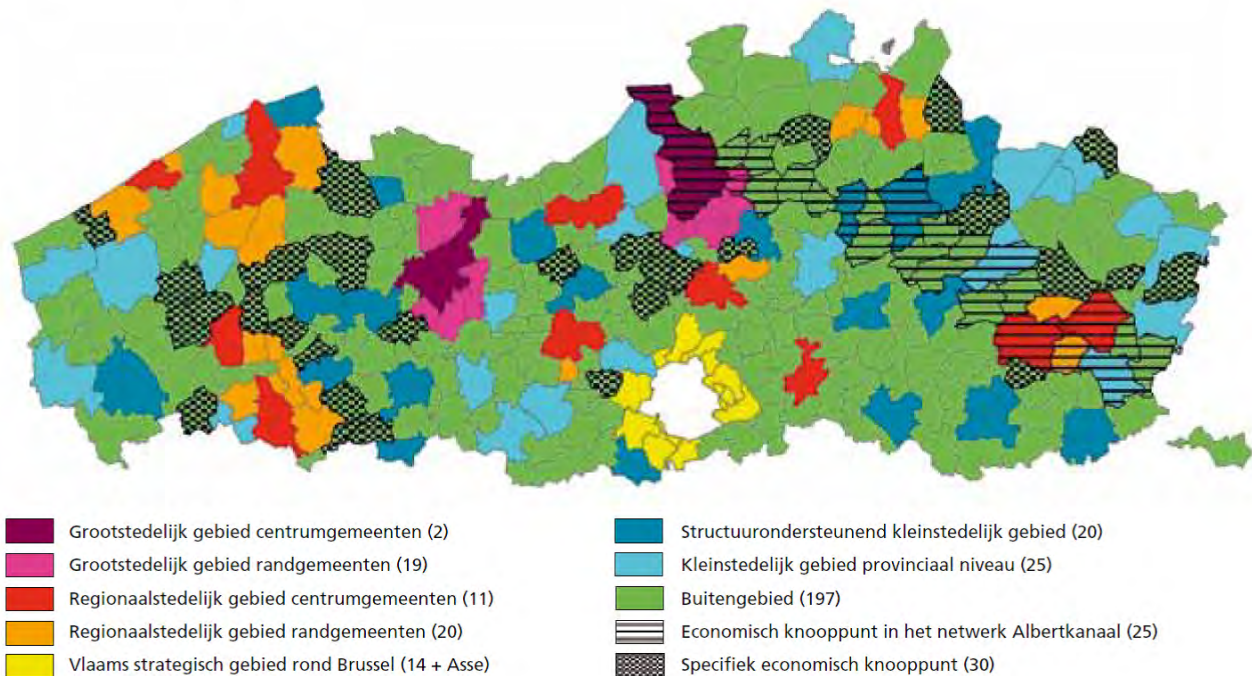 Grootstedelijk gebied centrumgemeenten (2)
Grootstedelijk gebied randgemeenten (19)
Regionaalstedelijk gebied centrumgemeenten (11)
Regionaalstedelijk gebied randgemeenten (20)
Vlaams strategisch gebied rond Brussel (14 + Asse)
Structuurondersteunend kleinstedelijk gebied (20)
Kleinstedelijk gebied provinciaal niveau (25)
Buitengebied (197)
Economisch knooppunt in het netwerk Albertkanaal (25)
Specifiek economisch knooppunt (30)